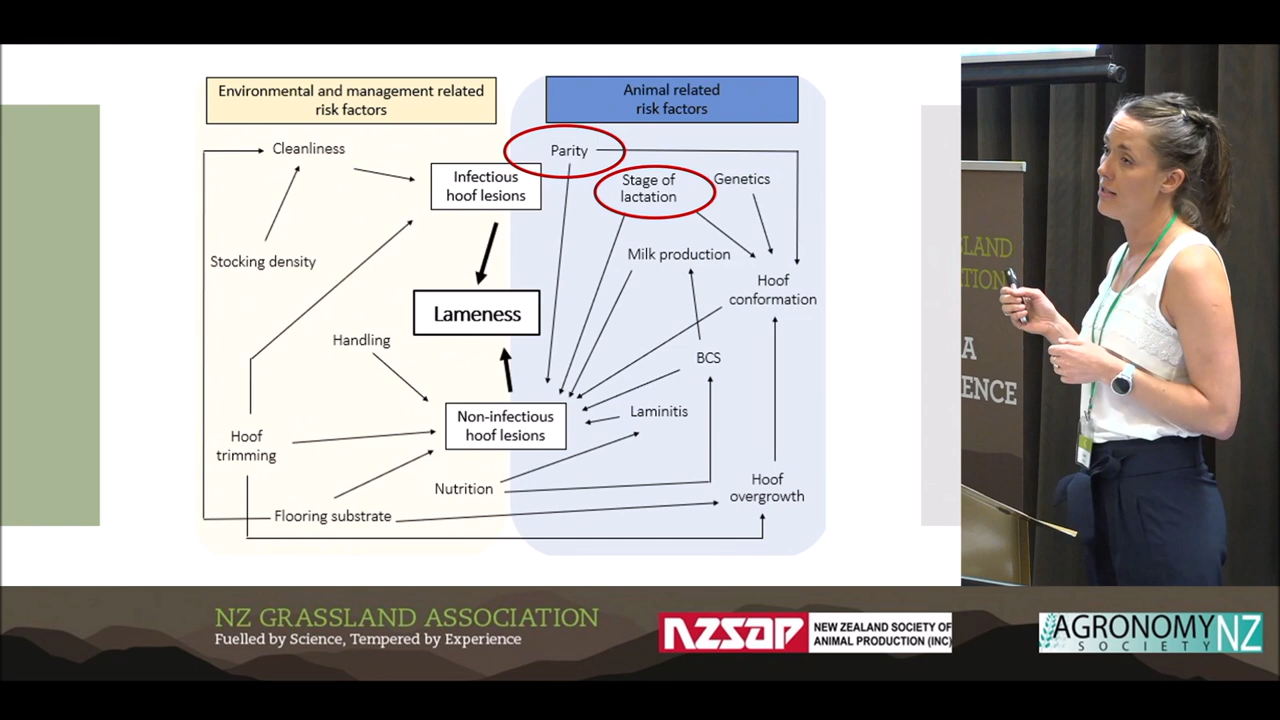 Environmental and management related
risk factors
Animal related
risk factors
Cleanliness
Parity
Infectious
hoof lesions
Stage of
lactation
Genetics
Stocking density
Milk production
Hoof
conformation
Lameness
Handling
BCS
Non-infectious
hoof lesions
Laminitis
Hoof
trimming
Nutrition
Hoof
overgrowth
Flooring substrate
SLAND
TION
A
ENCE
NZ GRASSLAND ASSOCIATION
Fuelled by Science, Tempered by Experience
NZSAP
NEW ZEALAND SOCIETY OF
ANIMAL PRODUCTION (INC)
AGRONOMY NZ
SOCIETY